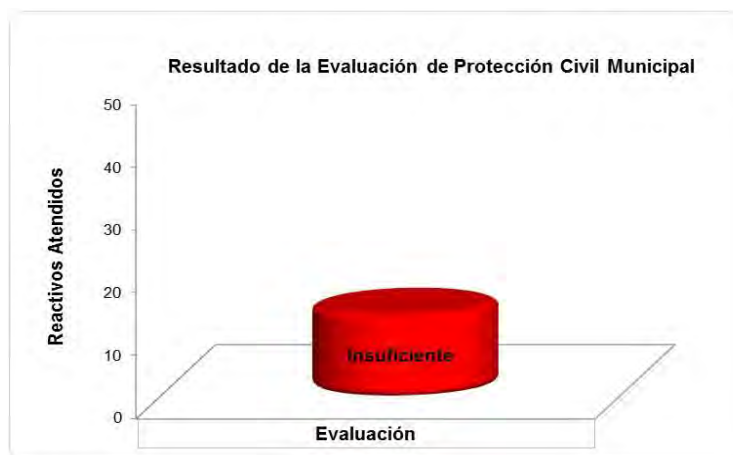 Resultado de la Evaluación de Protección Civil Municipal
Reactivos Atendidos
50
40
30
20
10
0
Insuficiente
Evaluación